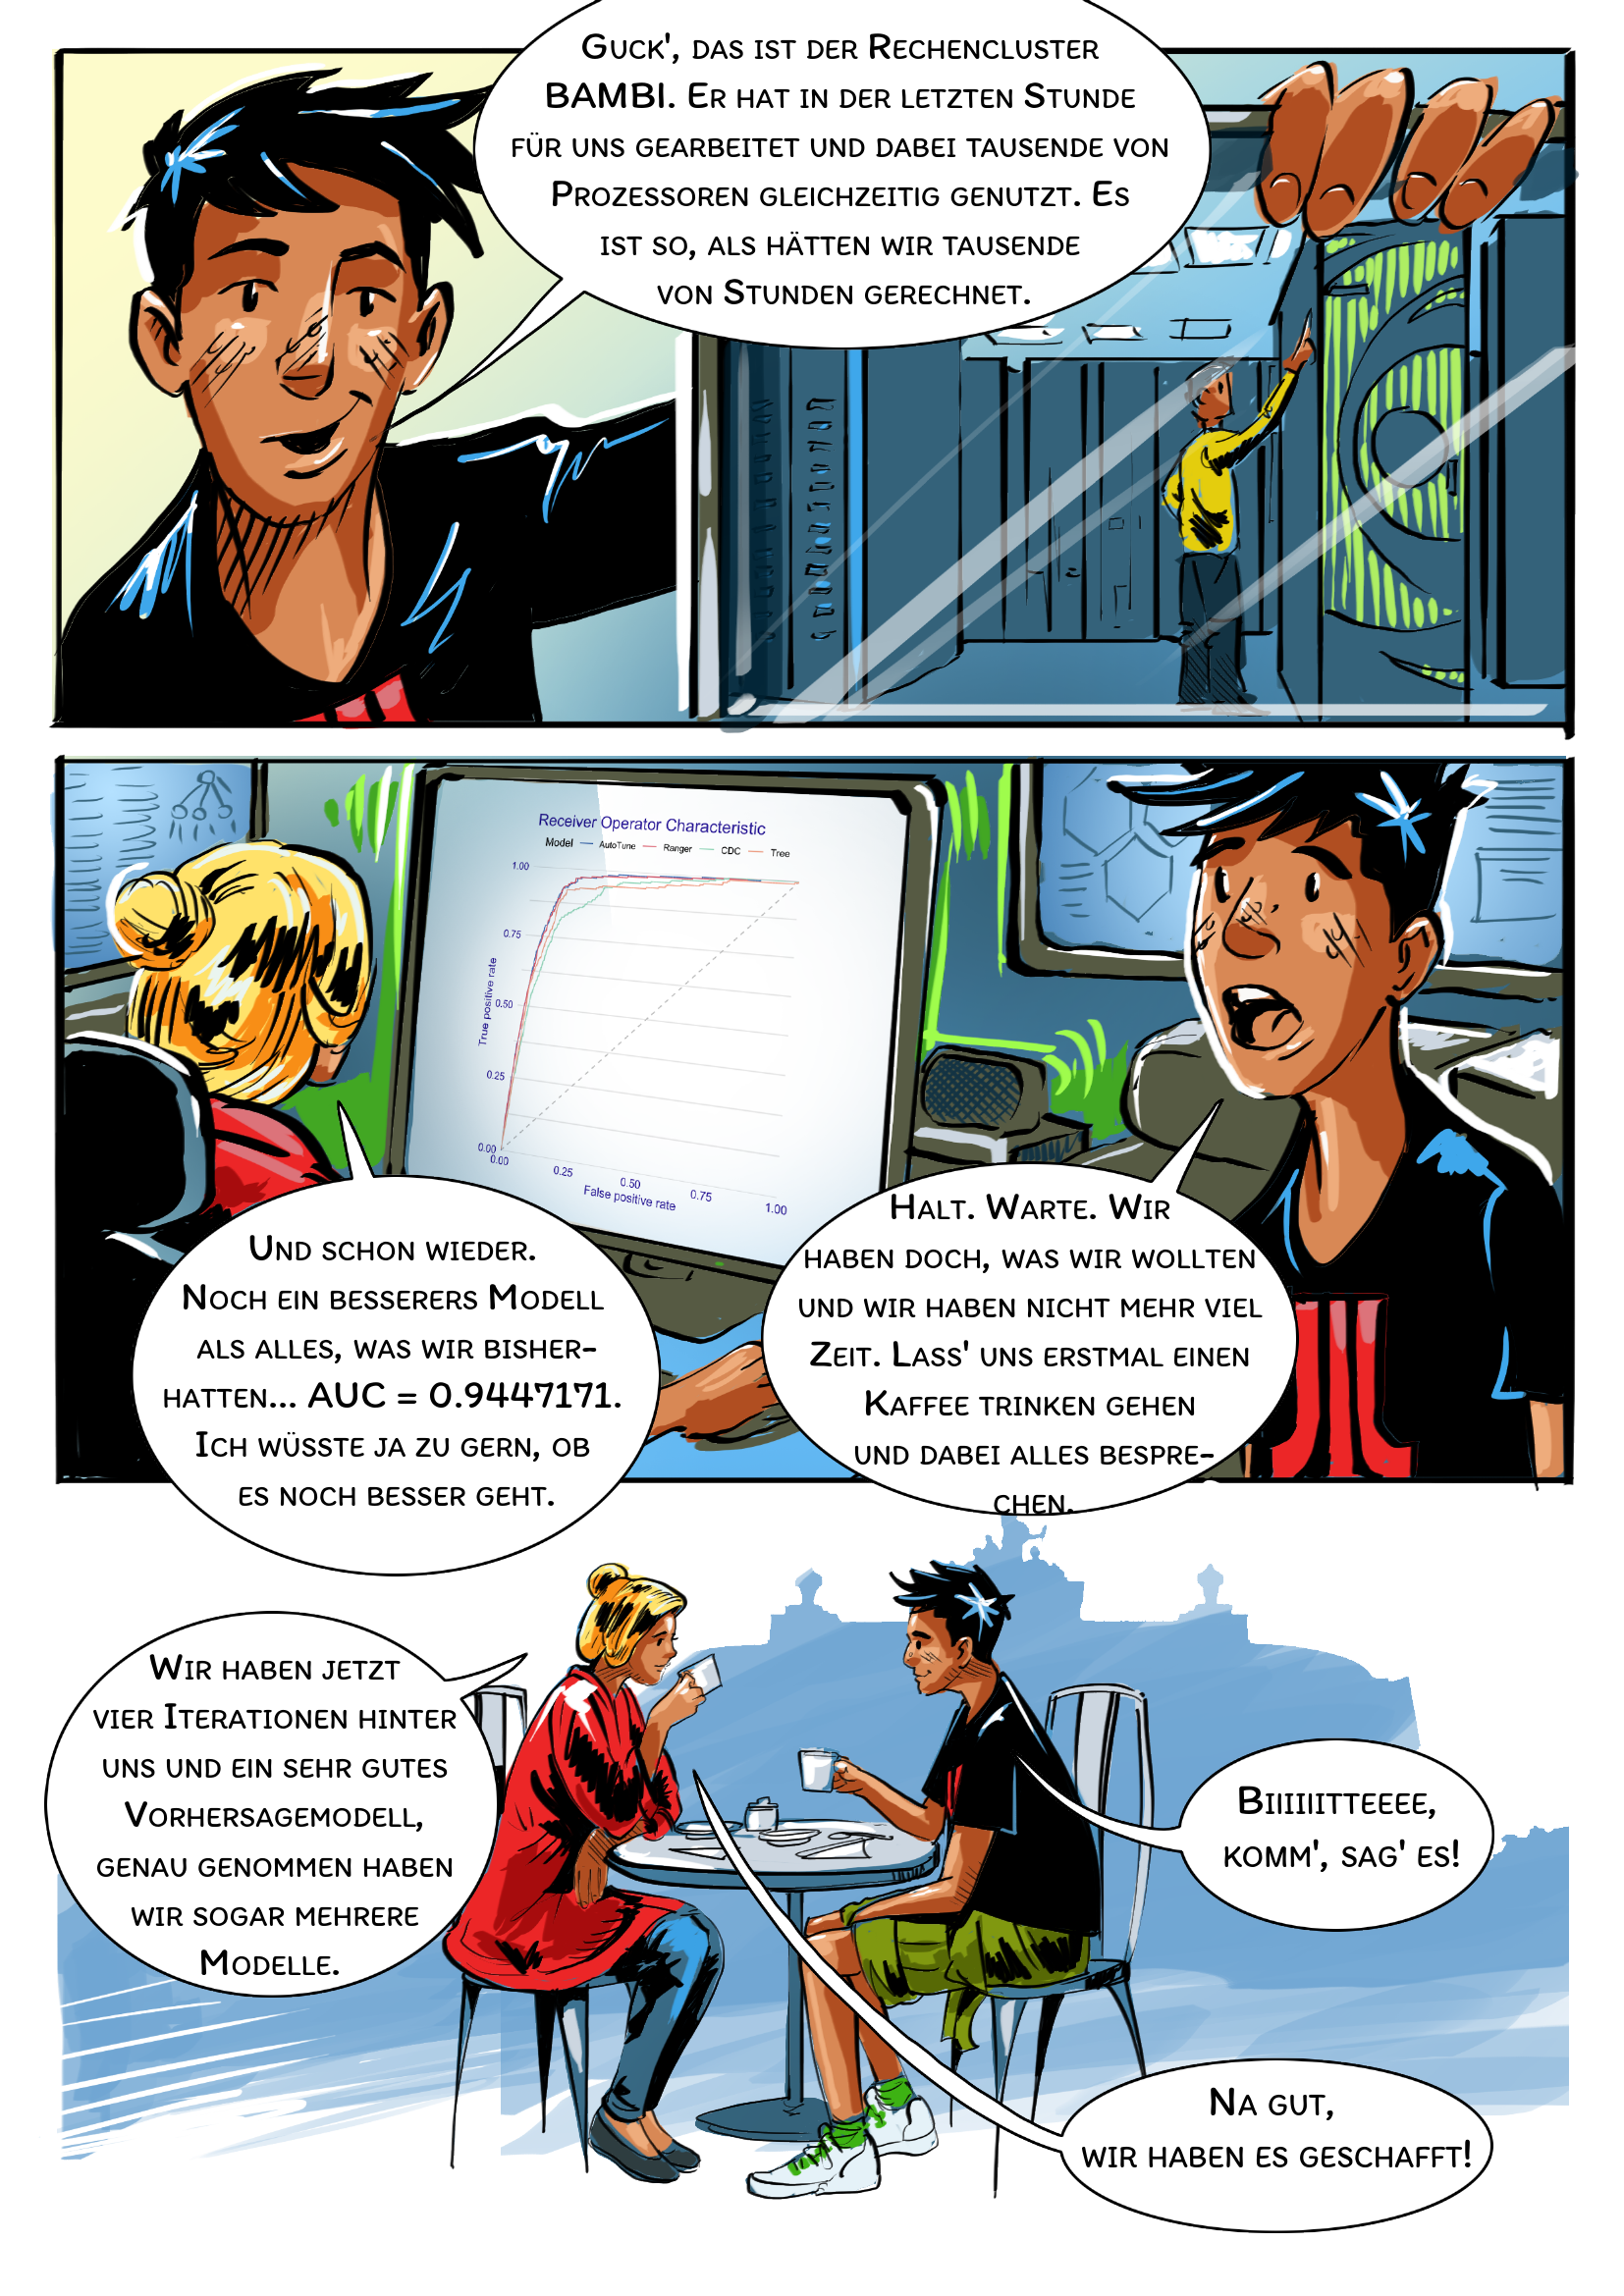 Guck', das ist der Rechencluster
BAMBI. Er hat in der letzten Stunde
für uns gearbeitet und dabei tausende von
Prozessoren gleichzeitig genutzt. Es
ist so, als hätten wir tausende
von Stunden gerechnet.
Receiver Operator Characteristic
Model AutoTune Ranger CDC Tree
1.00
0.75
0.50
0.25
0.00
True positive rate
0.00 0.25 0.50 0.75 1.00
False positive rate
Und schon wieder.
Noch ein besserers Modell
als alles, was wir bisher-
hatten... AUC = 0.9447171.
Ich wüsste ja zu gern, ob
es noch besser geht.
Halt. Warte. Wir
haben doch, was wir wollten
und wir haben nicht mehr viel
Zeit. Lass' uns erstmal einen
Kaffee trinken gehen
und dabei alles bespre-
chen.
Wir haben jetzt
vier Iterationen hinter
uns und ein sehr gutes
Vorhersagemodell,
genau genommen haben
wir sogar mehrere
Modelle.
Biiiiiitteeee,
komm', sag' es!
Na gut,
wir haben es geschafft!